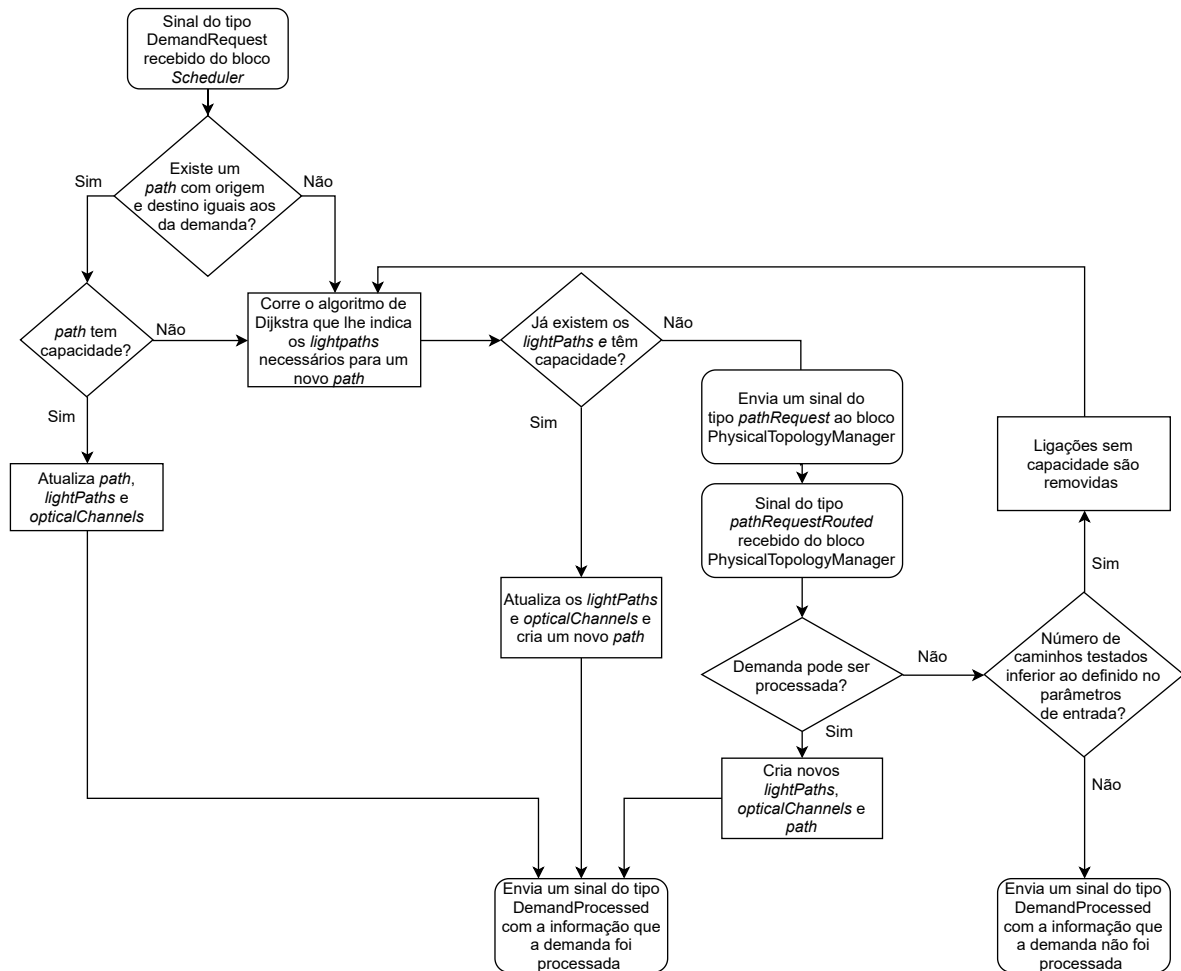 Sinal do tipo
DemandRequest
recebido do bloco
Scheduler
Existe um
path com origem
e destino iguais aos
da demanda?
Sim
Não
path tem
capacidade?
Não
Sim
Corre o algoritmo de
Dijkstra que lhe indica
os lightpaths
necessários para um
novo path
Já existem os
lightPaths e têm
capacidade?
Não
Sim
Atualiza path,
lightPaths e
opticalChannels
Envia um sinal do
tipo pathRequest ao bloco
PhysicalTopologyManager
Sinal do tipo
pathRequestRouted
recebido do bloco
PhysicalTopologyManager
Ligações sem
capacidade são
removidas
Sim
Atualiza os lightPaths
e opticalChannels e
cria um novo path
Demanda pode ser
processada?
Não
Sim
Número de
caminhos testados
inferior ao definido no
parâmetros
de entrada?
Não
Cria novos
lightPaths,
opticalChannels e
path
Envia um sinal do tipo
DemandProcessed
com a informação que
a demanda foi
processada
Envia um sinal do tipo
DemandProcessed
com a informação que
a demanda não foi
processada